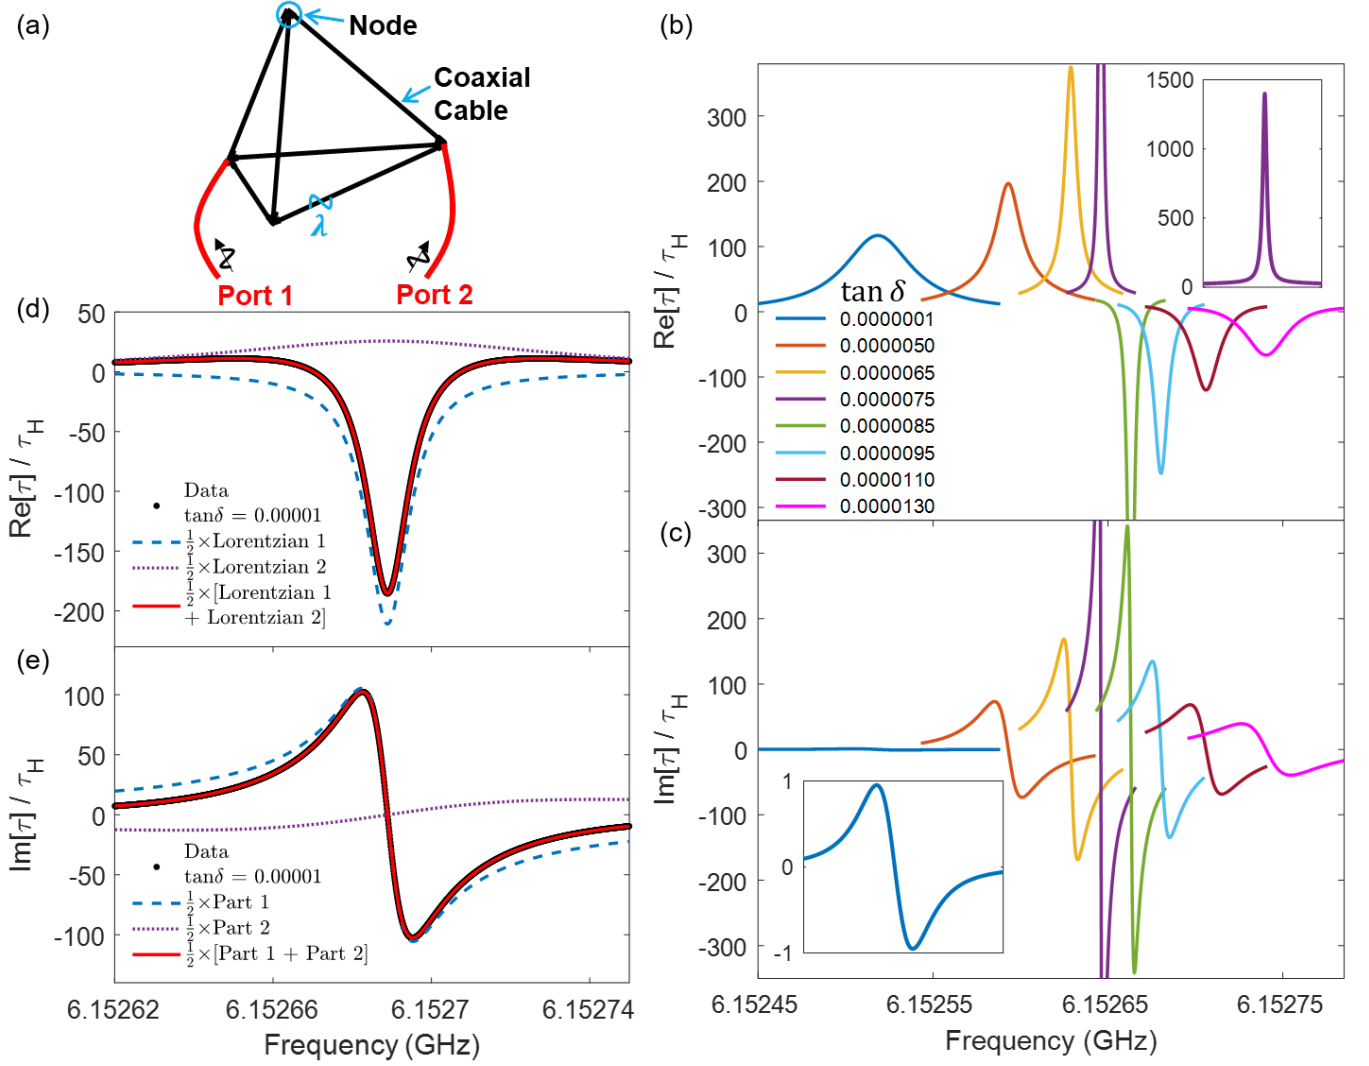 (a)
Node
Coaxial
Cable
λ
Port 1
Port 2
(b)
Re[τ] / τH
300
200
100
0
-100
-200
-300
tan δ
0.0000001
0.0000050
0.0000065
0.0000075
0.0000085
0.0000095
0.0000110
0.0000130
1500
1000
500
0
(c)
Im[τ] / τH
300
200
100
0
-100
-200
-300
1
0
-1
6.15245
6.15255
6.15265
6.15275
Frequency (GHz)
(d)
Re[τ] / τH
50
0
-50
-100
-150
-200
Data
tanδ = 0.00001
1/2×Lorentzian 1
1/2×Lorentzian 2
1/2×[Lorentzian 1
+ Lorentzian 2]
(e)
Im[τ] / τH
100
50
0
-50
-100
Data
tanδ = 0.00001
1/2×Part 1
1/2×Part 2
1/2×[Part 1 + Part 2]
6.15262
6.15266
6.1527
6.15274
Frequency (GHz)